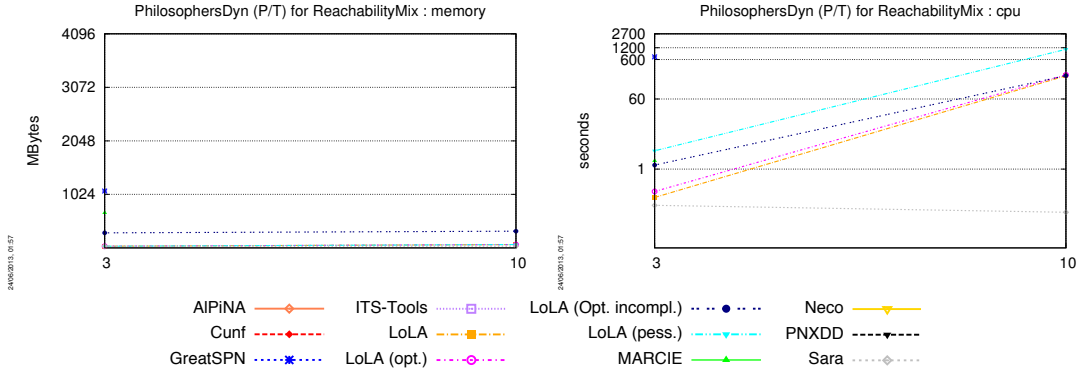 PhilosophersDyn (P/T) for ReachabilityMix : memory
4096
3072
2048
1024
MBytes
3
10
24/06/2013, 01:57
PhilosophersDyn (P/T) for ReachabilityMix : cpu
2700
1200
600
60
1
seconds
3
10
24/06/2013, 01:57
AlPiNA
Cunf
GreatSPN
ITS-Tools
LoLA
LoLA (opt.)
LoLA (Opt. incompl.)
LoLA (pess.)
MARCIE
Neco
PNXDD
Sara